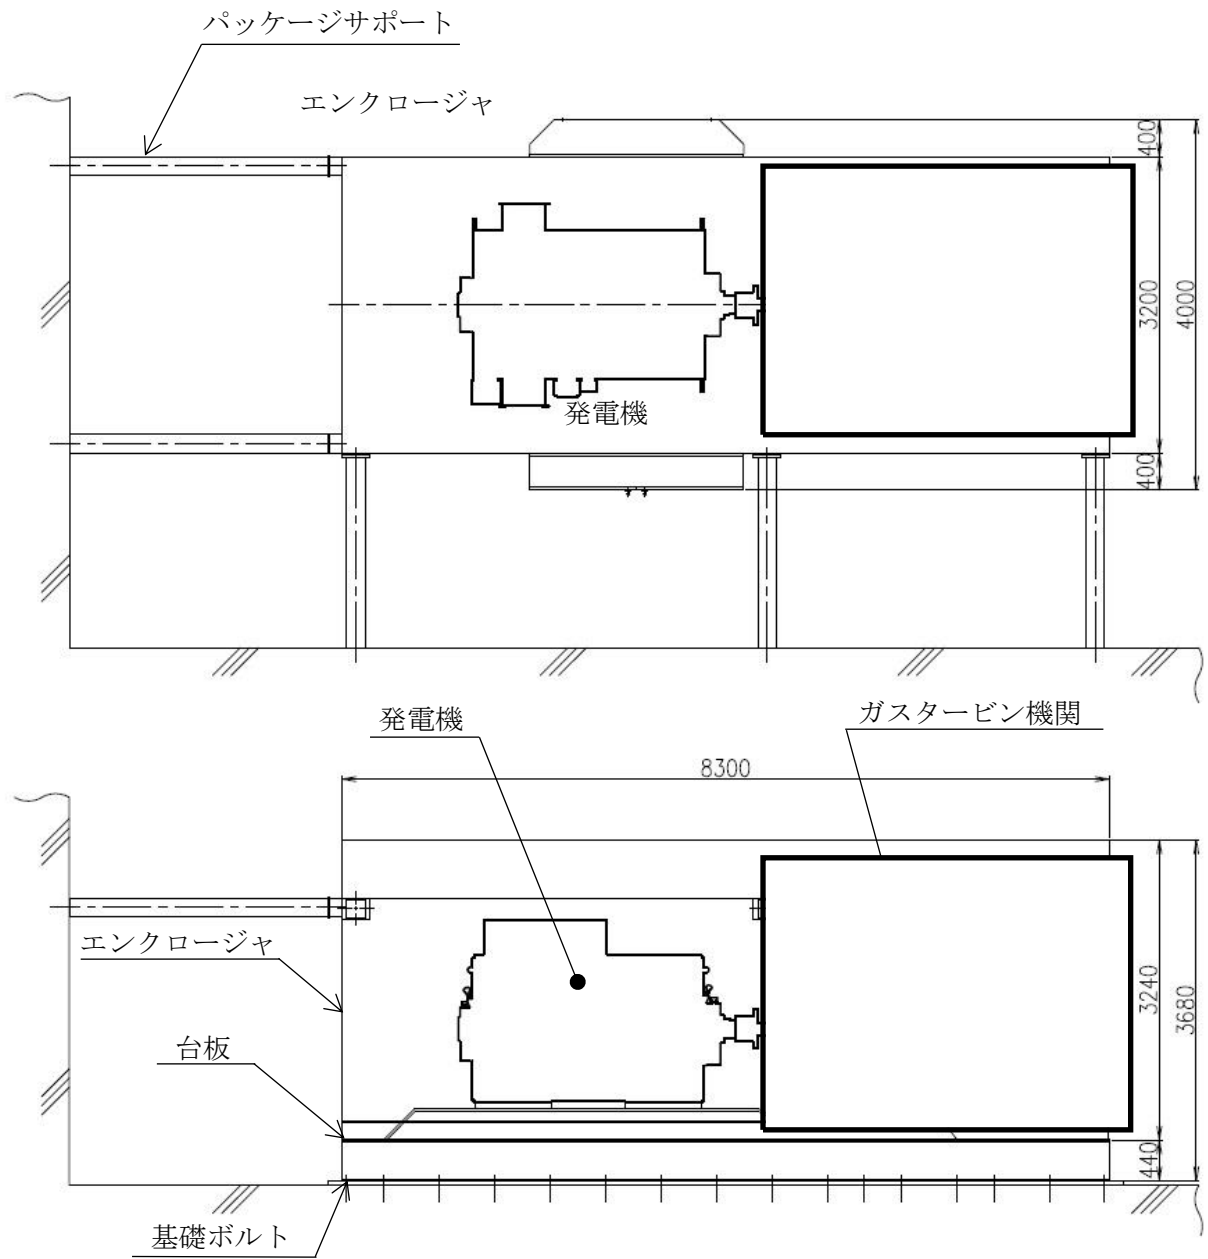 パッケージサポート
エンクロージャ
400
3200
4000
発電機
400
発電機
ガスタービン機関
8300
エンクロージャ
3240
3680
台板
440
基礎ボルト